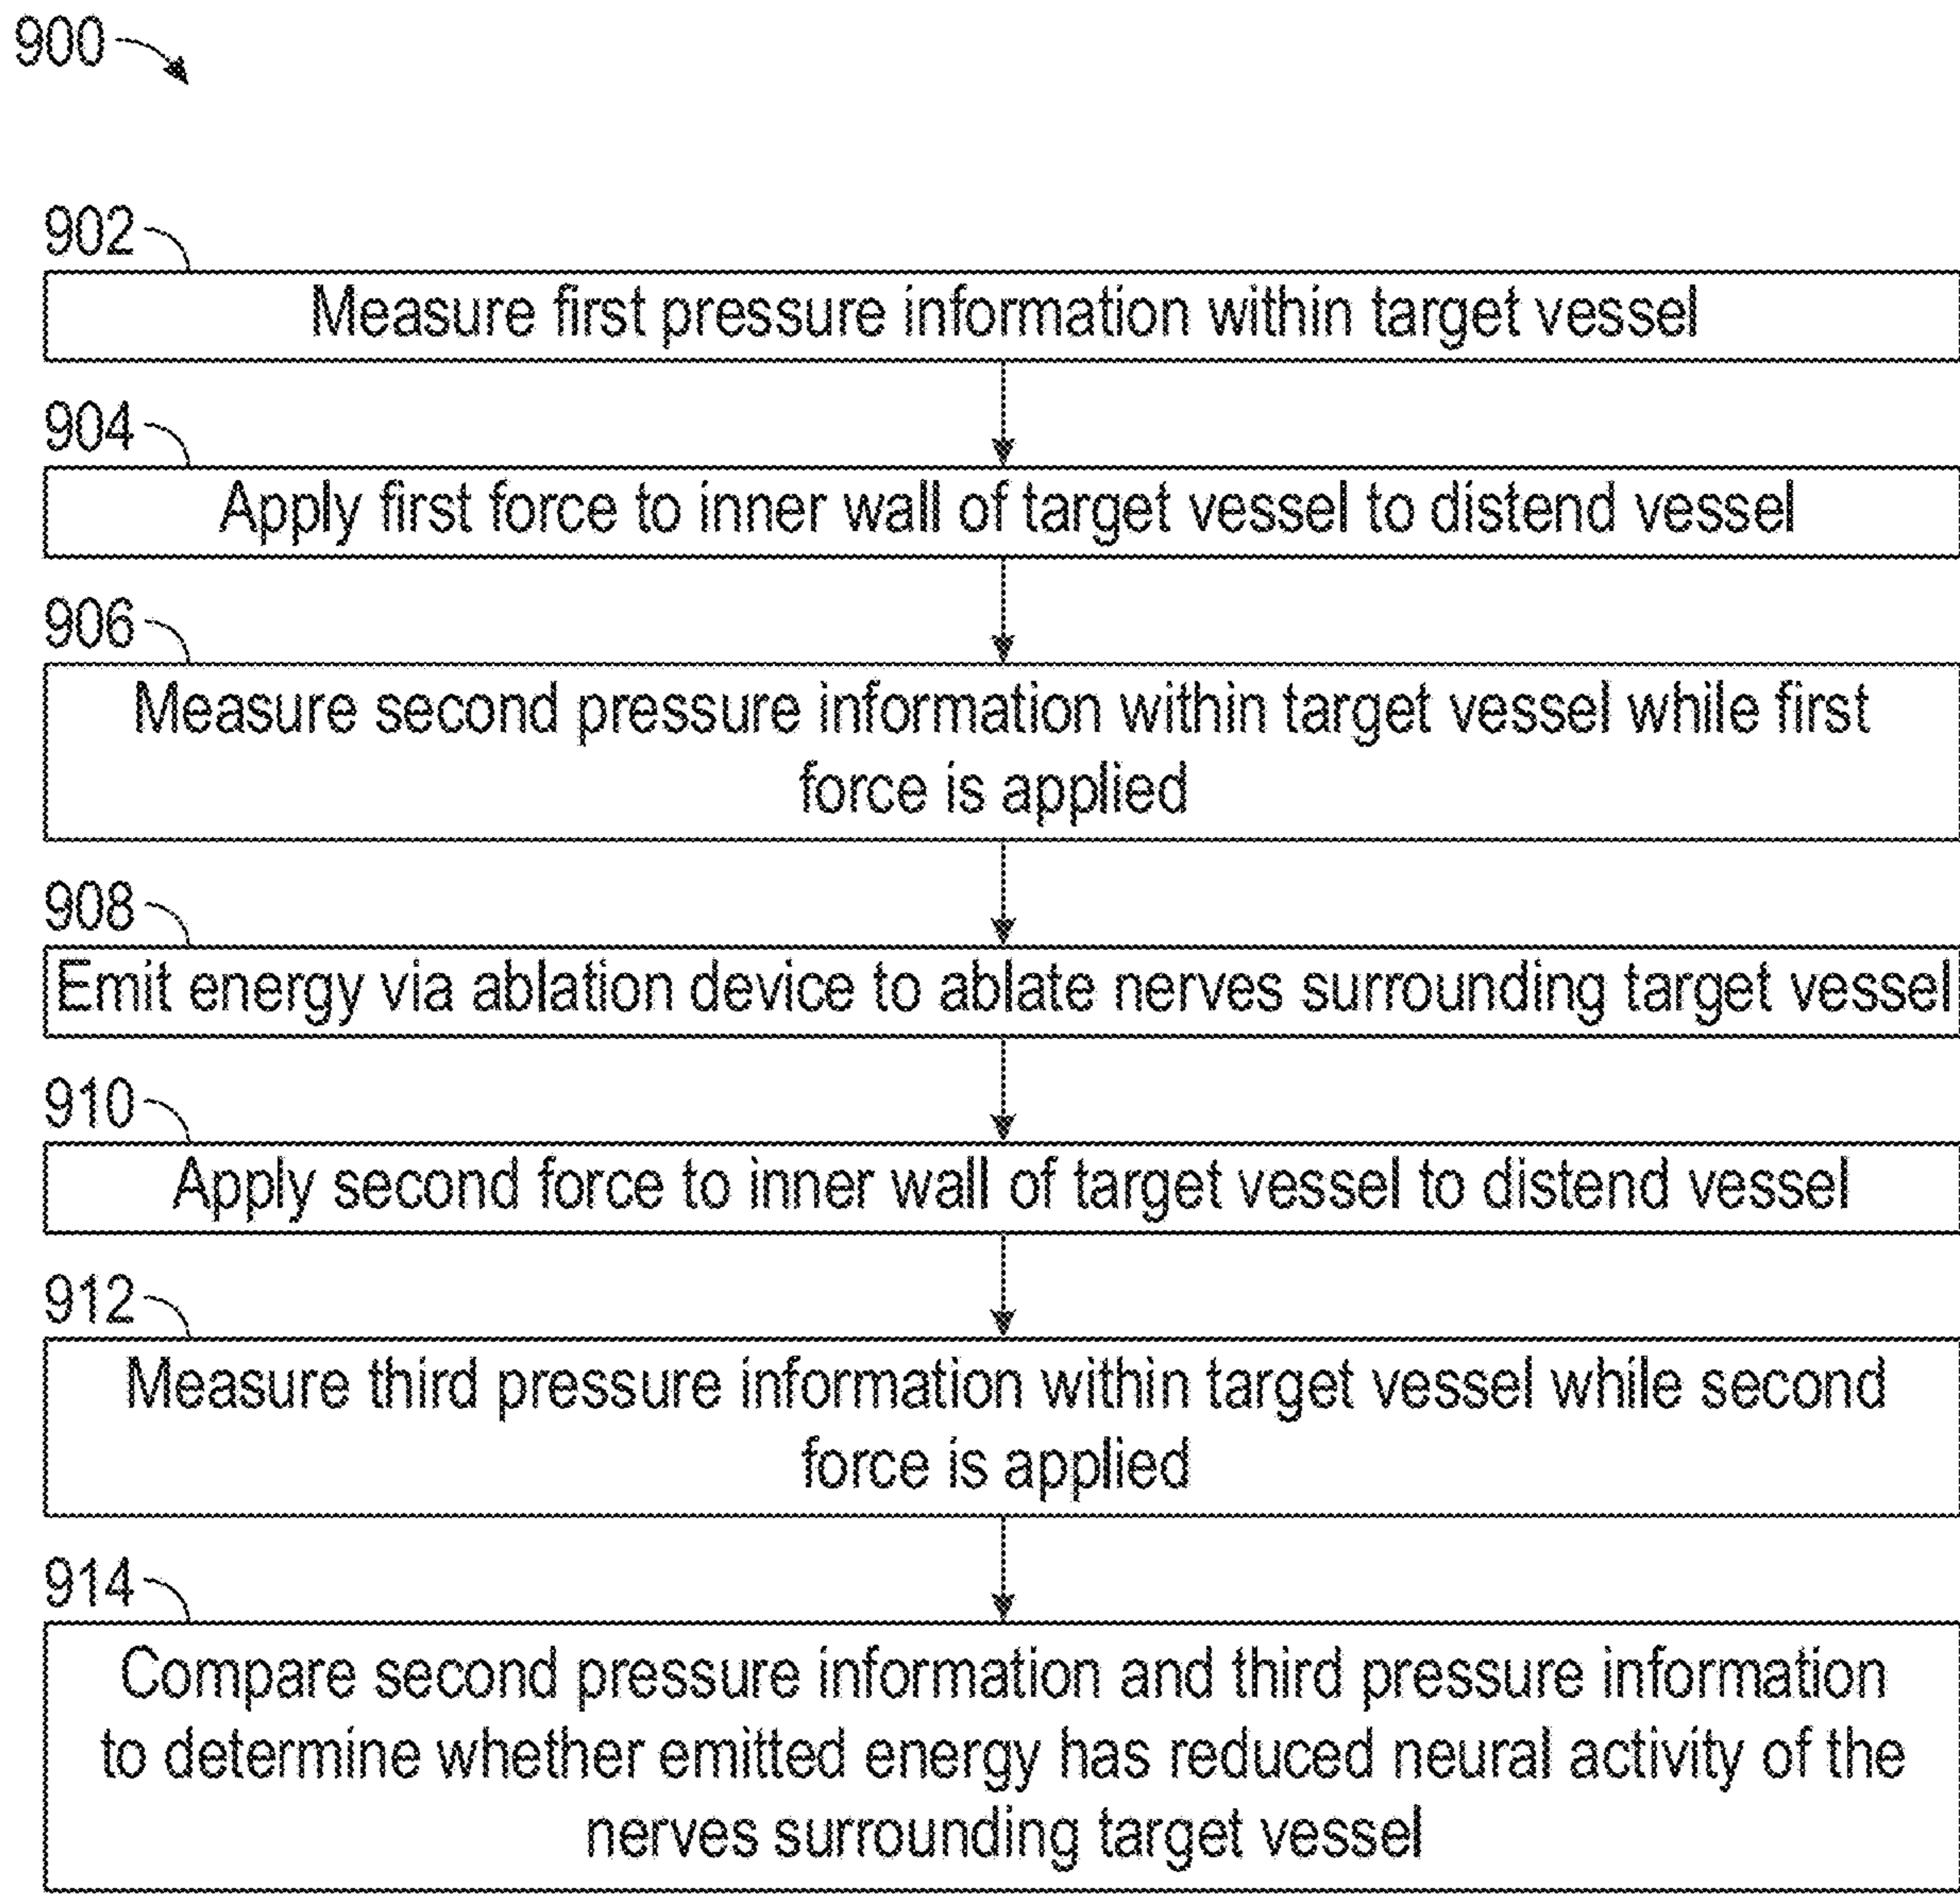 900
902
Measure first pressure information within target vessel
904
Apply first force to inner wall of target vessel to distend vessel
906
Measure second pressure information within target vessel while first
force is applied
908
Emit energy via ablation device to ablate nerves surrounding target vessel
910
Apply second force to inner wall of target vessel to distend vessel
912
Measure third pressure information within target vessel while second
force is applied
914
Compare second pressure information and third pressure information
to determine whether emitted energy has reduced neural activity of the
nerves surrounding target vessel